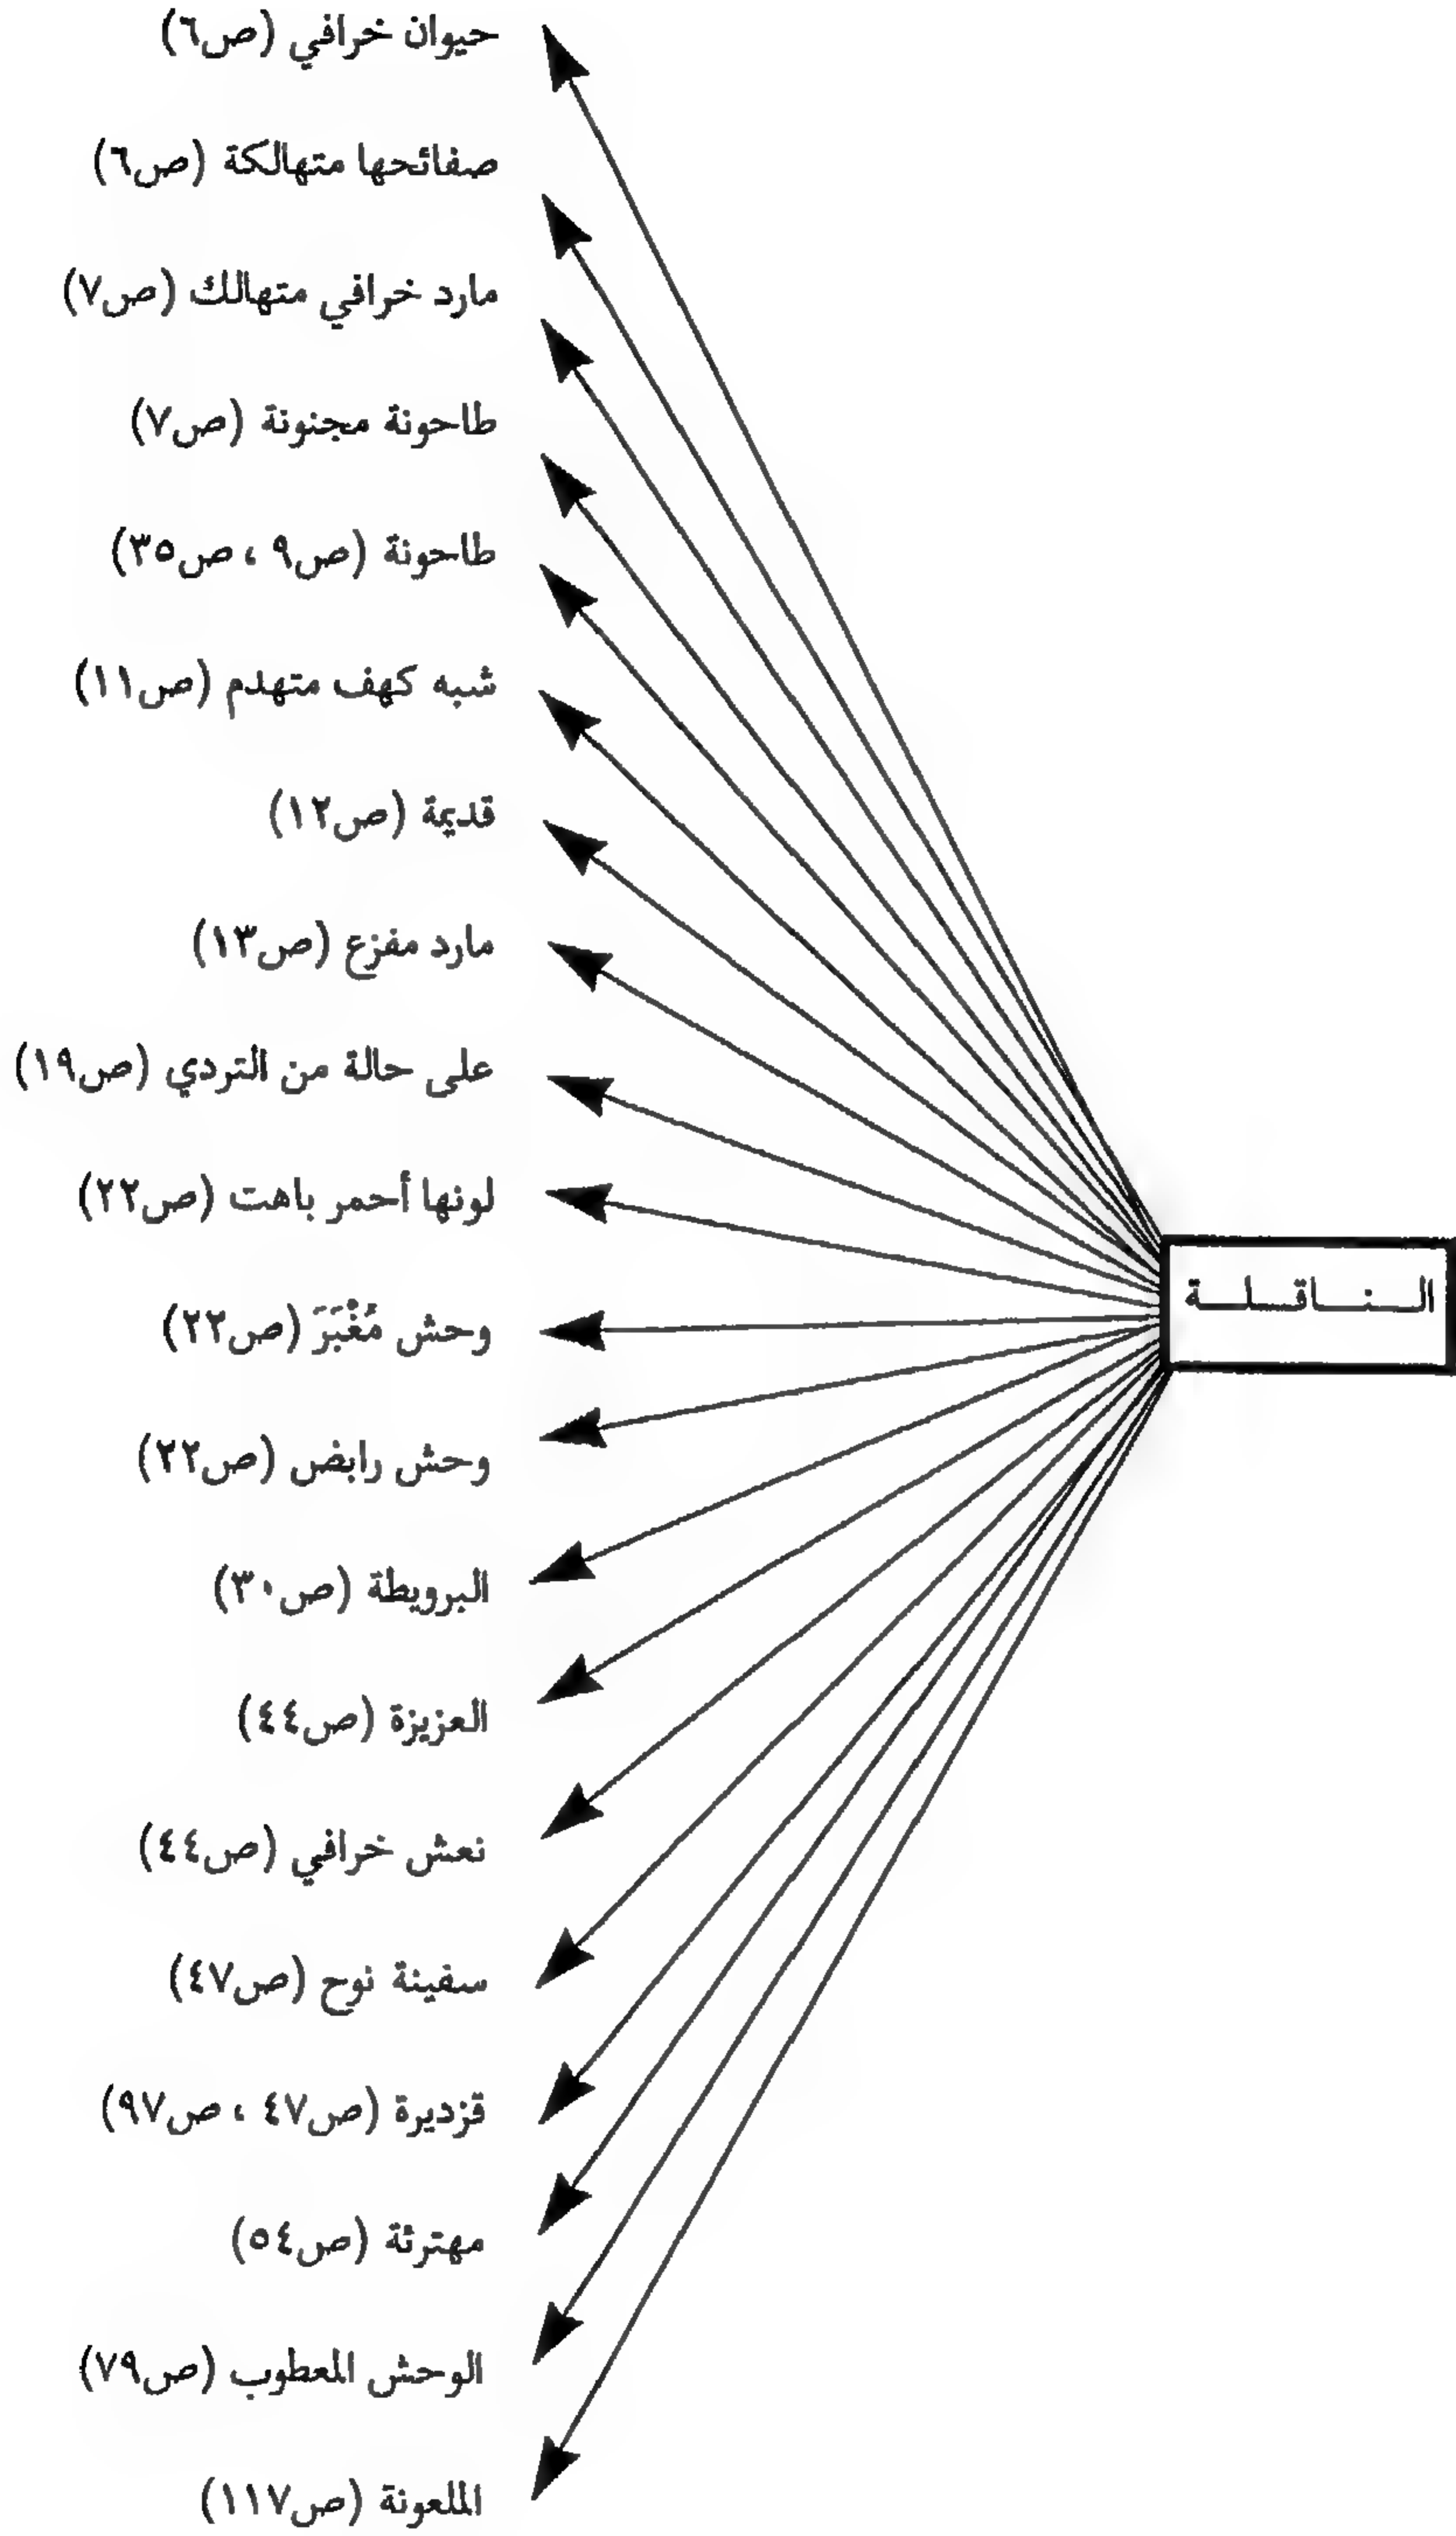 حيوان خرافي (ص٦)
صفائحها متهالكة (ص٦)
مارد خرافي متهالك (ص٧)
طاحونة مجنونة (ص٧)
طاحونة (ص٩ ، ص٣٥)
شبه كهف متهدم (ص١١)
قديمة (ص١٢)
مارد مفزع (ص١٣)
على حالة من التردي (ص١٩)
لونها أحمر باهت (ص٢٢)
النـاقـلـة
وحش مُغْبَرَ (ص٢٢)
وحش رابض (ص٢٢)
البرويطة (ص٣٠)
العزيزة (ص٤٤)
نعش خرافي (ص٤٤)
سفينة نوح (ص٤٧)
قزديرة (ص٤٧ ، ص٩٧)
مهترئة (ص٥٤)
الوحش المعطوب (ص٧٩)
الملعونة (ص١١٧)